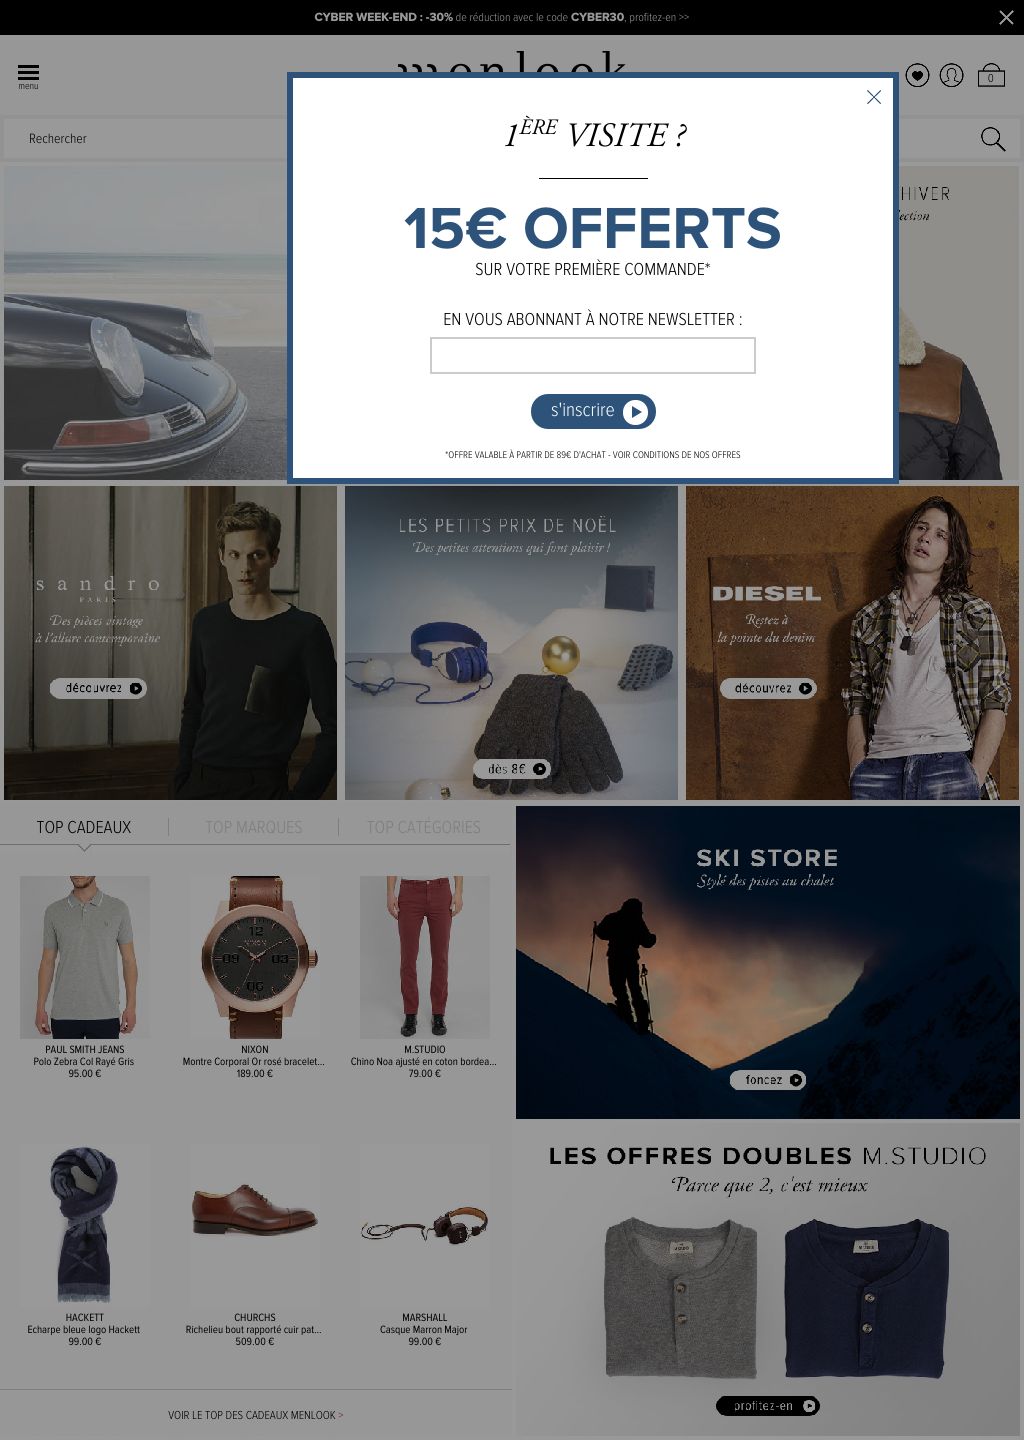 CYBER WEEK-END : -30% de réduction avec le code CYBER30, profitez-en >>
menu
menlook
0
Rechercher
1ÈRE VISITE ?
15€ OFFERTS
SUR VOTRE PREMIÈRE COMMANDE*
EN VOUS ABONNANT À NOTRE NEWSLETTER :
s'inscrire
*OFFRE VALABLE À PARTIR DE 89€ D'ACHAT - VOIR CONDITIONS DE NOS OFFRES
HIVER
sandro
PARIS
Des pièces vintage
à l'allure contemporaine
découvrez
LES PETITS PRIX DE NOËL
Des petites attentions qui font plaisir !
dès 8€
DIESEL
Restez à
la pointe du denim
découvrez
TOP CADEAUX
TOP MARQUES
TOP CATÉGORIES
PAUL SMITH JEANS
Polo Zebra Col Rayé Gris
95.00 €
12
NIXON
09
03
06
NIXON
Montre Corporal Or rosé bracelet...
189.00 €
M.STUDIO
Chino Noa ajusté en coton bordea...
79.00 €
HACKETT
Echarpe bleue logo Hackett
99.00 €
CHURCHS
Richelieu bout rapporté cuir pat...
509.00 €
MARSHALL
Casque Marron Major
99.00 €
VOIR LE TOP DES CADEAUX MENLOOK >
SKI STORE
Stylé des pistes au chalet
foncez
LES OFFRES DOUBLES M.STUDIO
Parce que 2, c'est mieux
profitez-en